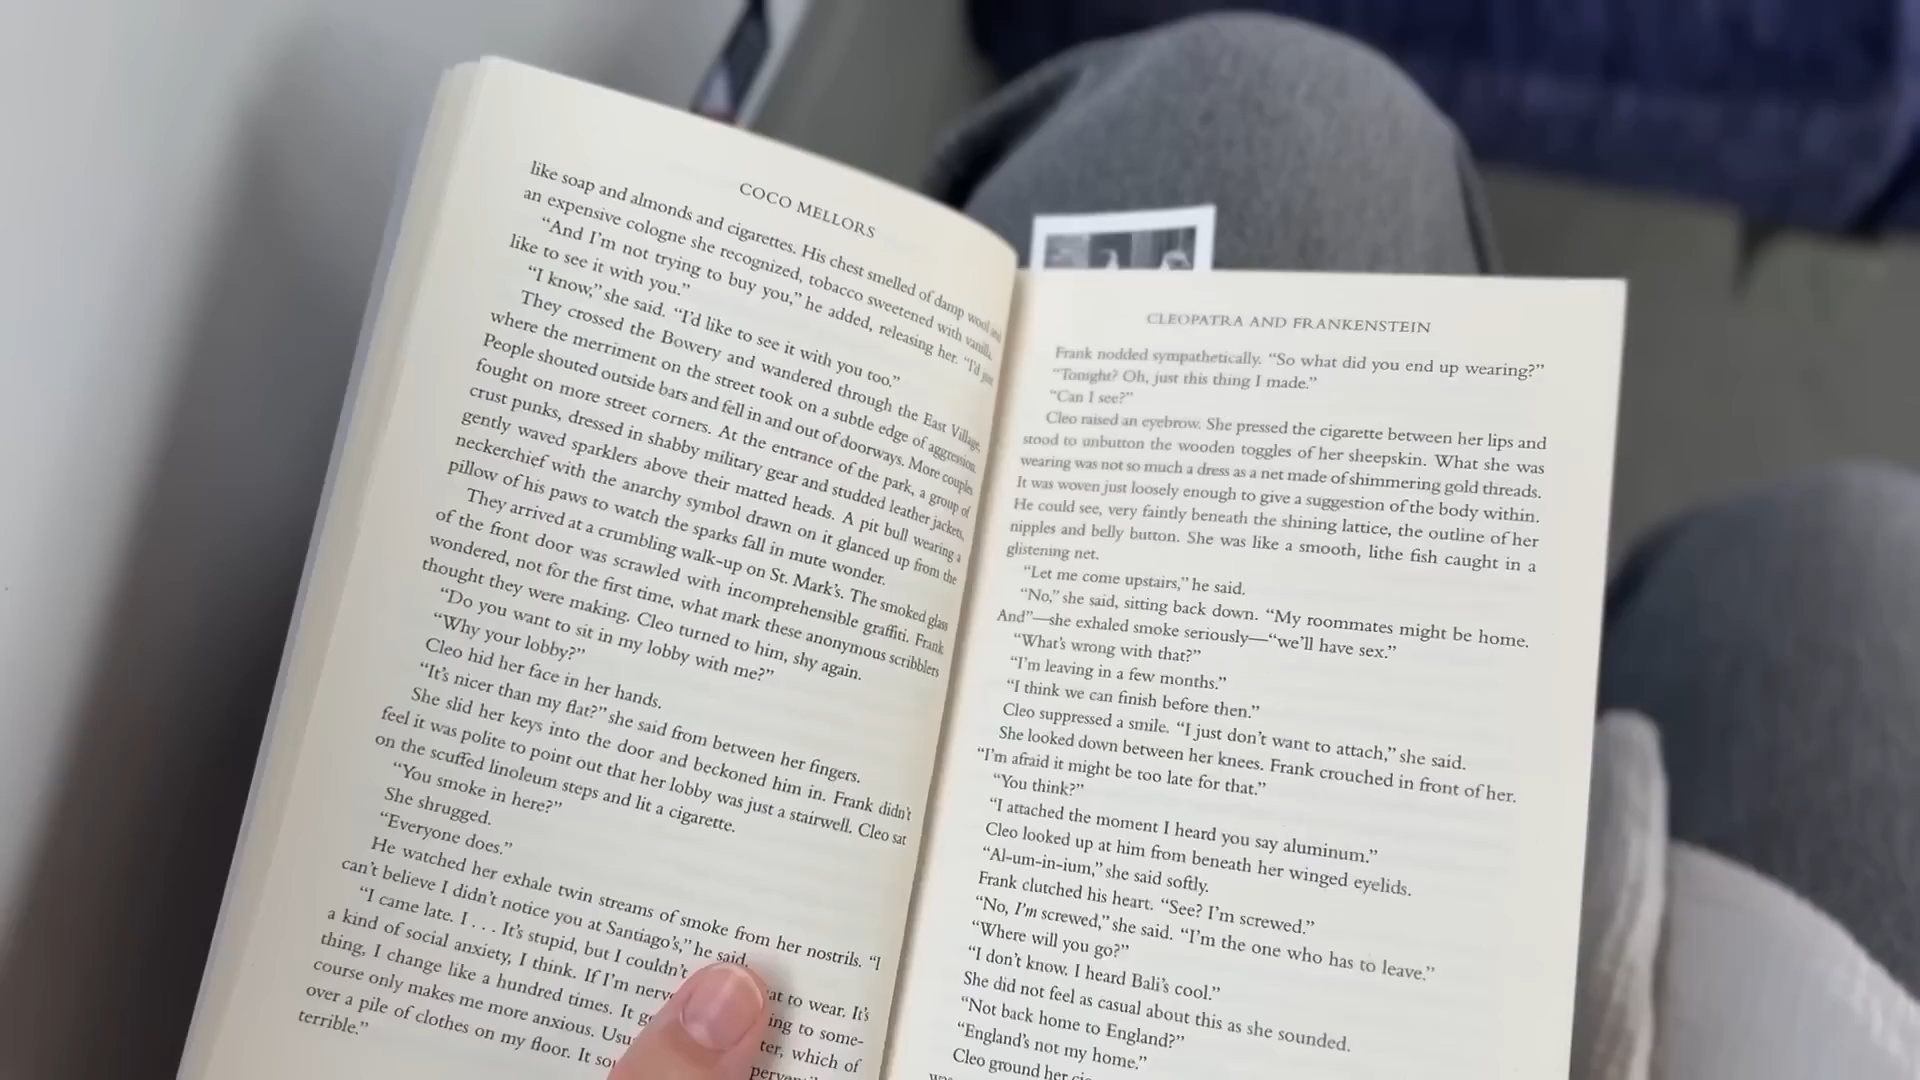 COCO MELLORS
like soap and almonds and cigarettes. His chest smelled of damp wool and
an expensive cologne she recognized, tobacco sweetened with vanilla.
“And I’m not trying to buy you,” he added, releasing her. “I’d just
like to see it with you.”
“I know,” she said. “I’d like to see it with you too.”
They crossed the Bowery and wandered through the East Village,
where the merriment on the street took on a subtle edge of aggression.
People shouted outside bars and fell in and out of doorways. More couples
fought on more street corners. At the entrance of the park, a group of
crust punks, dressed in shabby military gear and studded leather jackets,
gently waved sparklers above their matted heads. A pit bull wearing a
neckerchief with the anarchy symbol drawn on it glanced up from the
pillow of his paws to watch the sparks fall in mute wonder.
They arrived at a crumbling walk-up on St. Mark’s. The smoked glass
of the front door was scrawled with incomprehensible graffiti. Frank
wondered, not for the first time, what mark these anonymous scribblers
thought they were making. Cleo turned to him, shy again.
“Do you want to sit in my lobby with me?”
“Why your lobby?”
Cleo hid her face in her hands.
“It’s nicer than my flat?” she said from between her fingers.
She slid her keys into the door and beckoned him in. Frank didn’t
feel it was polite to point out that her lobby was just a stairwell. Cleo sat
on the scuffed linoleum steps and lit a cigarette.
“You smoke in here?”
She shrugged.
“Everyone does.”
He watched her exhale twin streams of smoke from her nostrils. “I
can’t believe I didn’t notice you at Santiago’s,” he said.
“I came late. I . . . It’s stupid, but I couldn’t to wear. It’s
a kind of social anxiety, I think. If I’m to some-
thing, I change like a hundred times. It which of
course only makes me more anxious.
over a pile of clothes on my floor. It
terrible.”
CLEOPATRA AND FRANKENSTEIN
Frank nodded sympathetically. “So what did you end up wearing?”
“Tonight? Oh, just this thing I made.”
“Can I see?”
Cleo raised an eyebrow. She pressed the cigarette between her lips and
stood to unbutton the wooden toggles of her sheepskin. What she was
wearing was not so much a dress as a net made of shimmering gold threads.
It was woven just loosely enough to give a suggestion of the body within.
He could see, very faintly beneath the shining lattice, the outline of her
nipples and belly button. She was like a smooth, lithe fish caught in a
glistening net.
“Let me come upstairs,” he said.
“No,” she said, sitting back down. “My roommates might be home.
And”—she exhaled smoke seriously—“we’ll have sex.”
“What’s wrong with that?”
“I’m leaving in a few months.”
“I think we can finish before then.”
Cleo suppressed a smile. “I just don’t want to attach,” she said.
She looked down between her knees. Frank crouched in front of her.
“I’m afraid it might be too late for that.”
“You think?”
“I attached the moment I heard you say aluminum.”
Cleo looked up at him from beneath her winged eyelids.
“Al-um-in-ium,” she said softly.
Frank clutched his heart. “See? I’m screwed.”
“No, I’m screwed,” she said. “I’m the one who has to leave.”
“Where will you go?”
“I don’t know. I heard Bali’s cool.”
She did not feel as casual about this as she sounded.
“Not back home to England?”
“England’s not my home.”
Cleo ground her